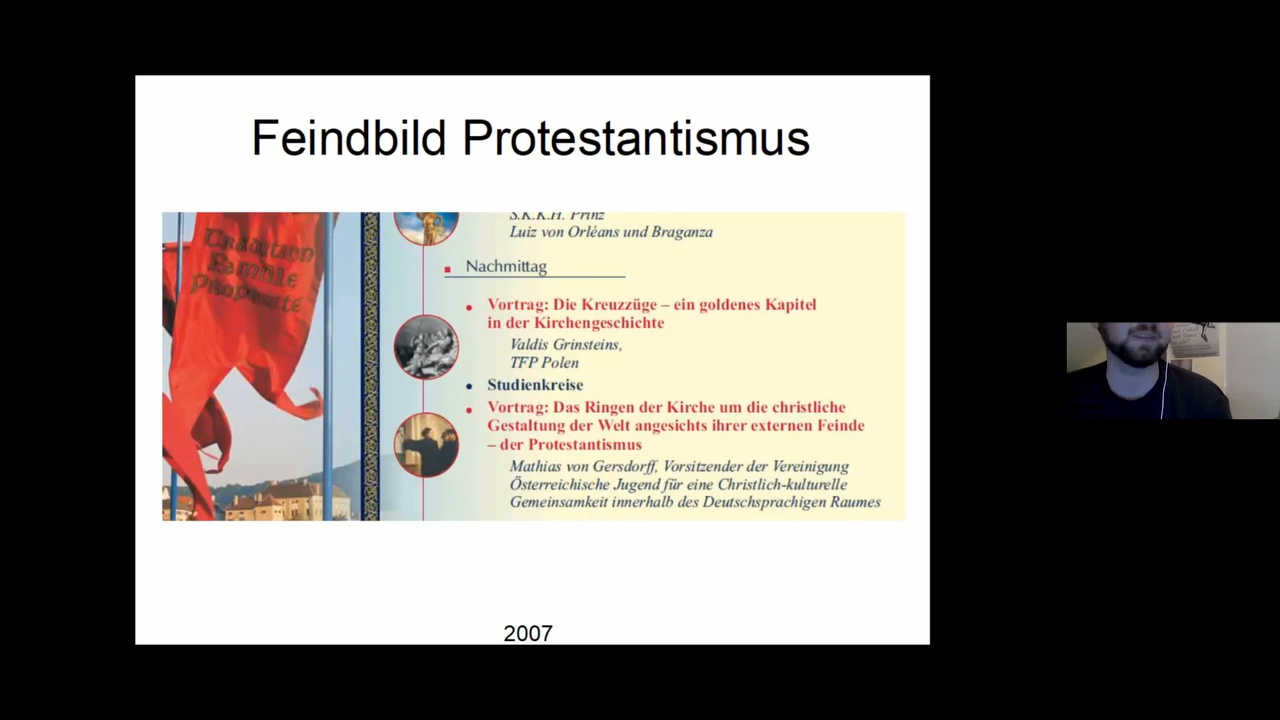 Feindbild Protestantismus
Tradition
Familie
Propriété
S.K.K.H. Prinz
Luiz von Orléans und Braganza
Nachmittag
Vortrag: Die Kreuzzüge – ein goldenes Kapitel
in der Kirchengeschichte
Valdis Grinsteins,
TFP Polen
Studienkreise
Vortrag: Das Ringen der Kirche um die christliche
Gestaltung der Welt angesichts ihrer externen Feinde
– der Protestantismus
Mathias von Gersdorff, Vorsitzender der Vereinigung
Österreichische Jugend für eine Christlich-kulturelle
Gemeinsamkeit innerhalb des Deutschsprachigen Raumes
2007